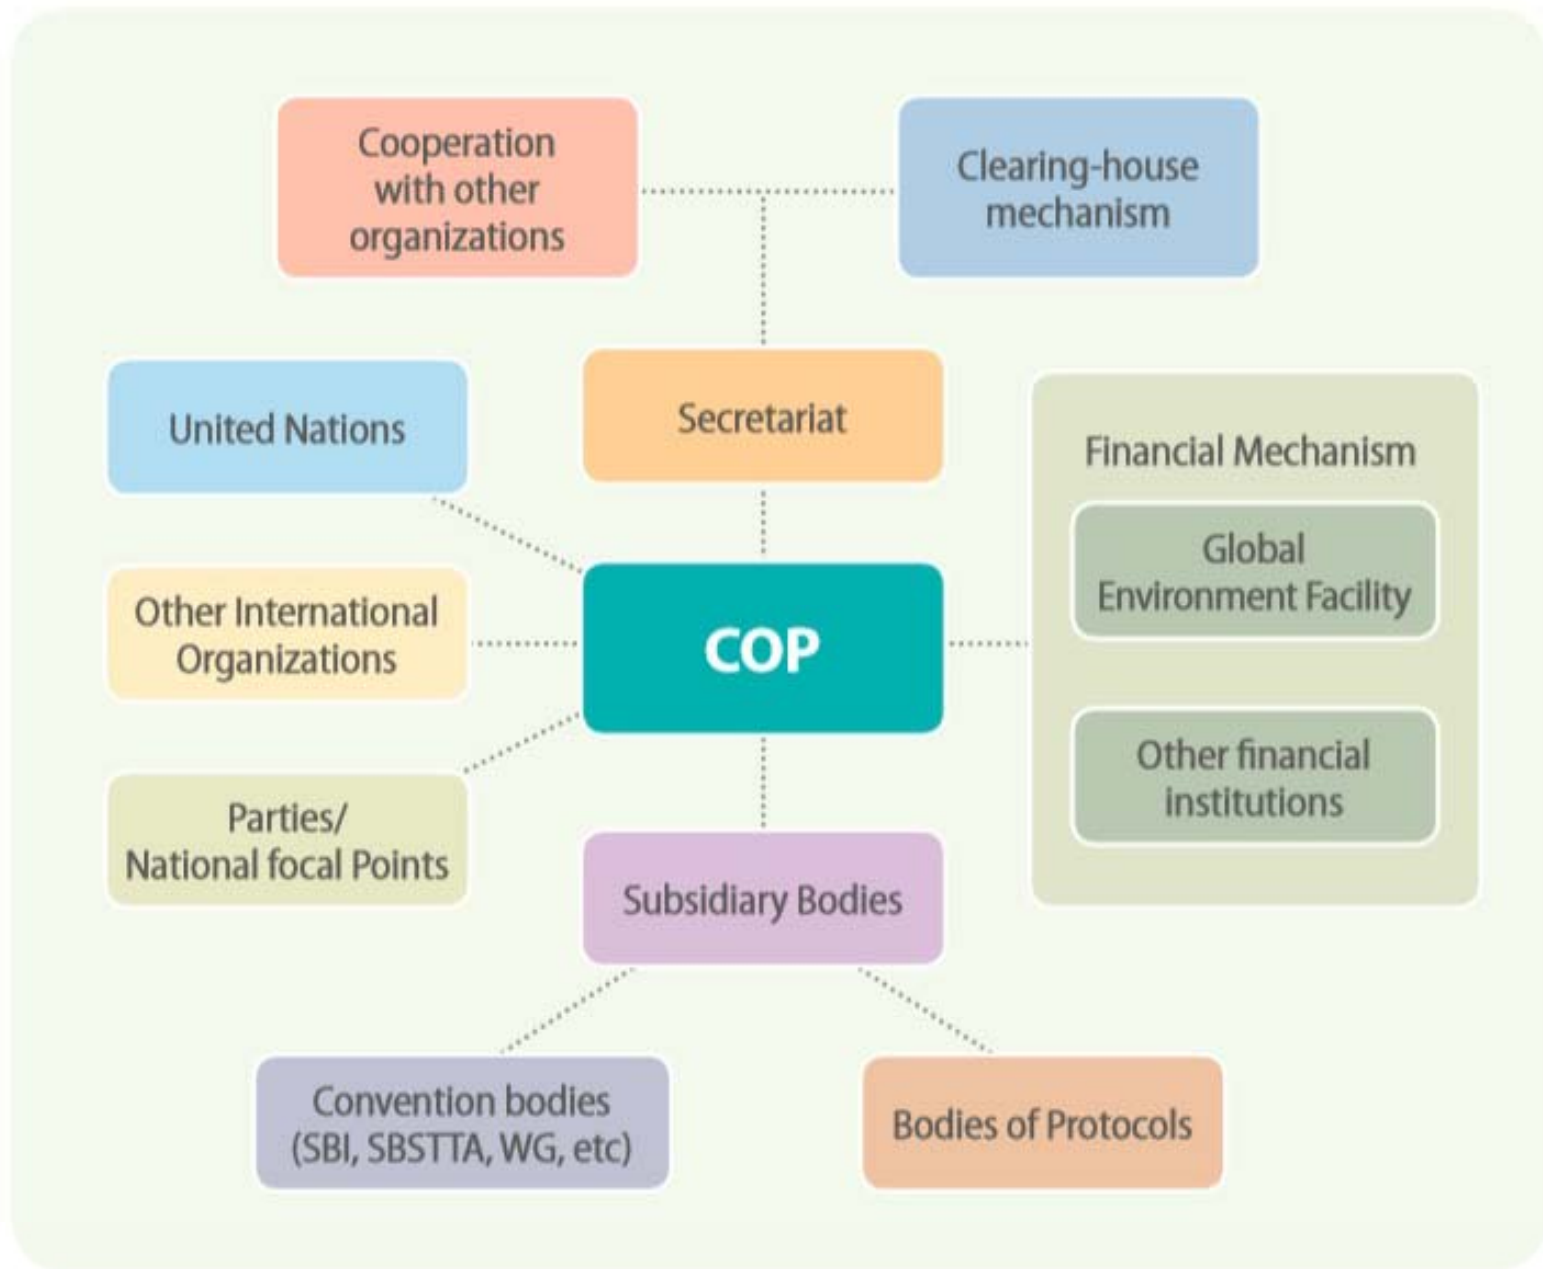 Cooperation
with other
organizations
Clearing-house
mechanism
United Nations
Secretariat
Financial Mechanism
Global
Environment Facility
Other International
Organizations
COP
Other financial
institutions
Parties/
National focal Points
Subsidiary Bodies
Convention bodies
(SBI, SBSTTA, WG, etc)
Bodies of Protocols